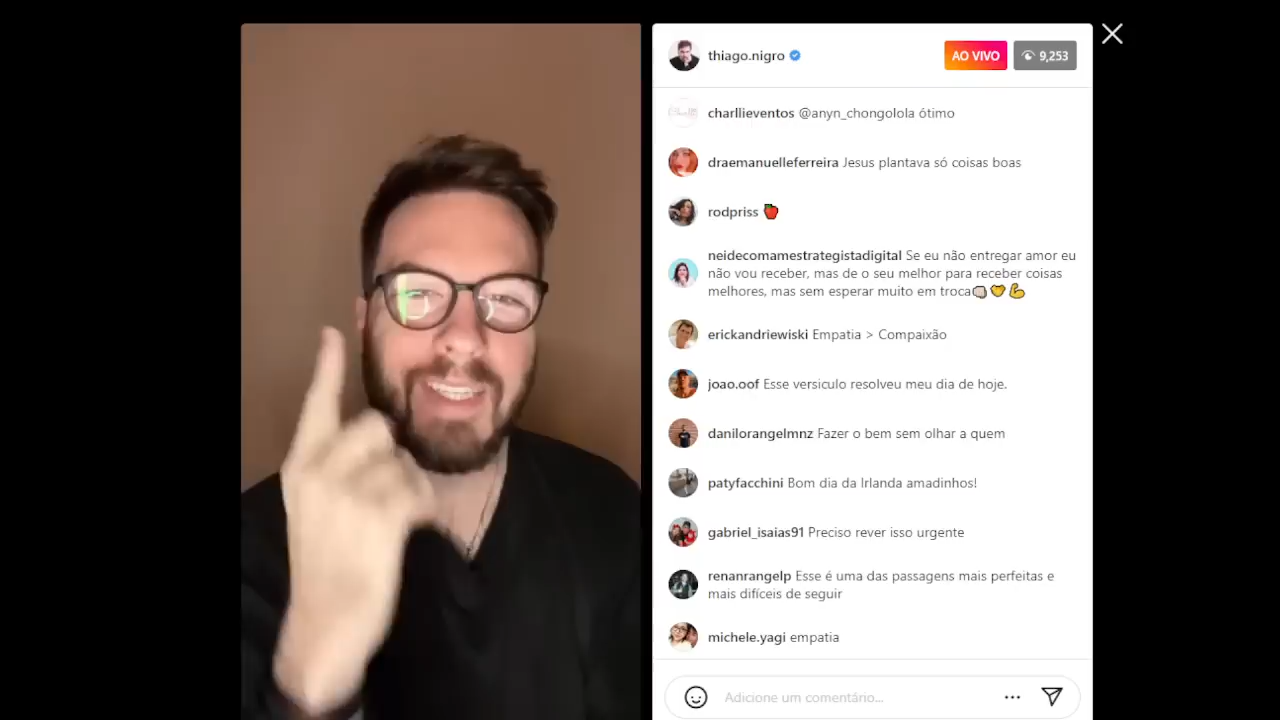 thiago.nigro
AO VIVO
9,253
charllieventos @anyn_chongolola ótimo
draemanuelleferreira Jesus plantava só coisas boas
rodpriss
neidecomamestrategistadigital Se eu não entregar amor eu
não vou receber, mas de o seu melhor para receber coisas
melhores, mas sem esperar muito em troca
erickandriewiski Empatia > Compaixão
joao.oof Esse versiculo resolveu meu dia de hoje.
danilorangelmnz Fazer o bem sem olhar a quem
patyfacchini Bom dia da Irlanda amadinhos!
gabriel_isaias91 Preciso rever isso urgente
renanrangelp Esse é uma das passagens mais perfeitas e
mais difíceis de seguir
michele.yagi empatia
Adicione um comentário...